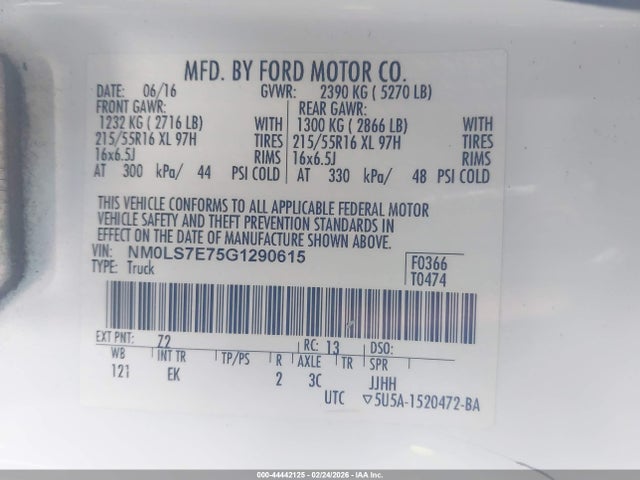 MFD. BY FORD MOTOR CO.
DATE: 06/16 GVWR: 2390 KG ( 5270 LB)
FRONT GAWR: REAR GAWR:
1232 KG ( 2716 LB) WITH 1300 KG ( 2866 LB) WITH
215/55R16 XL 97H TIRES 215/55R16 XL 97H TIRES
16x6.5J RIMS 16x6.5J RIMS
AT 300 kPa/ 44 PSI COLD AT 330 kPa/ 48 PSI COLD
THIS VEHICLE CONFORMS TO ALL APPLICABLE FEDERAL MOTOR
VEHICLE SAFETY AND THEFT PREVENTION STANDARDS IN
EFFECT ON THE DATE OF MANUFACTURE SHOWN ABOVE.
VIN: NM0LS7E75G1290615
TYPE: Truck
F0366
T0474
EXT PNT: Z2 RC: 13 DSO:
WB INT TR TP/PS R AXLE TR SPR
121 EK 2 3C JJHH
UTC ▽5U5A-1520472-BA
000-44442125 - 02/24/2026 - IAA Inc.